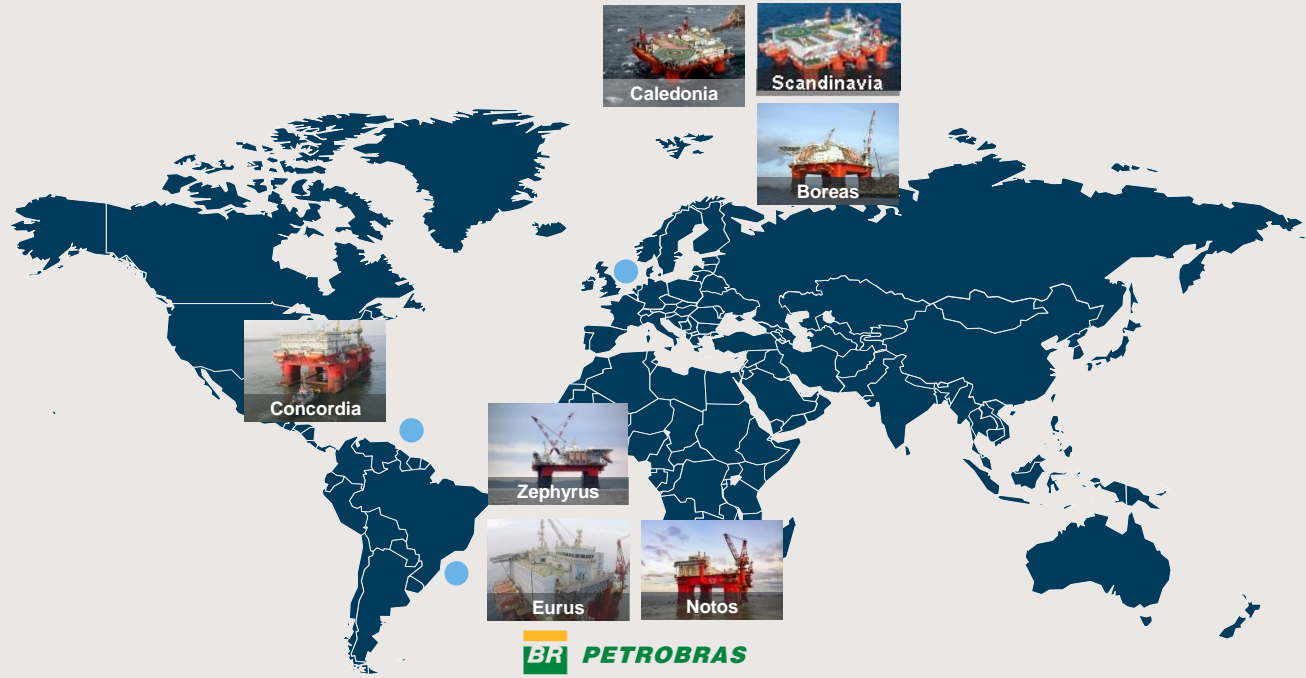 Caledonia
Scandinavia
Boreas
Concordia
Zephyrus
Eurus
Notos
BR PETROBRAS